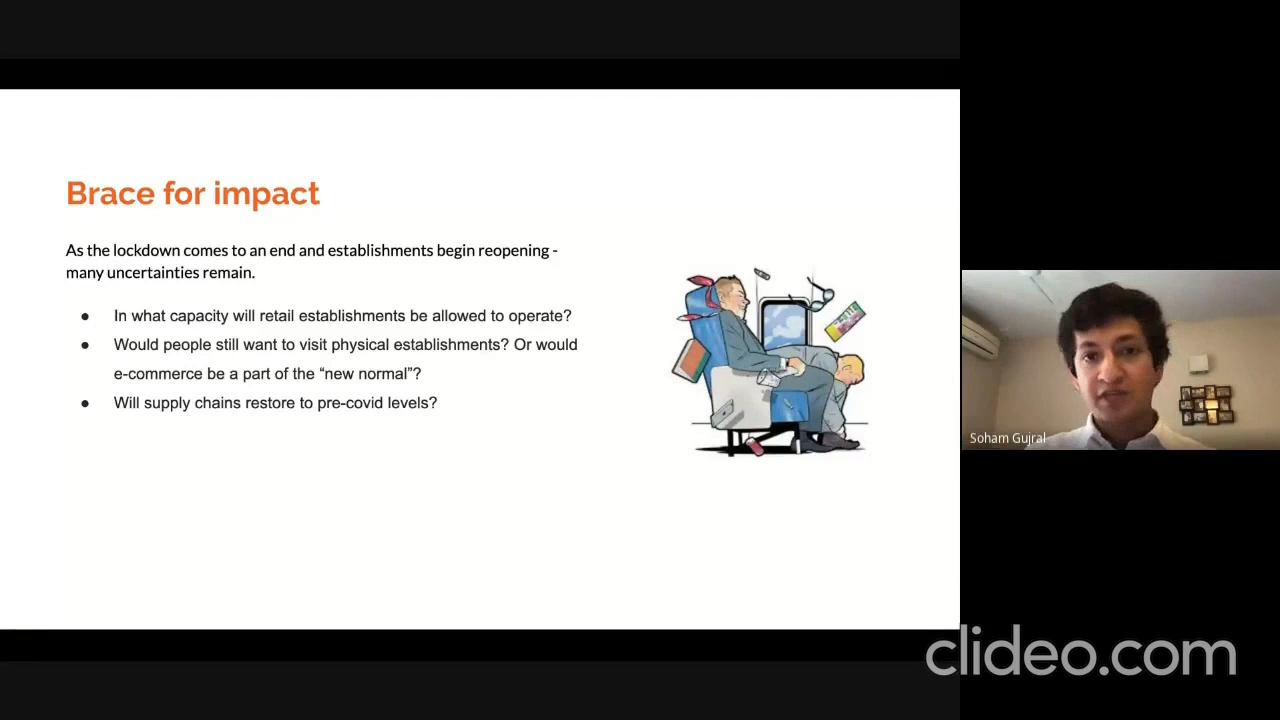 Brace for impact
As the lockdown comes to an end and establishments begin reopening -
many uncertainties remain.
● In what capacity will retail establishments be allowed to operate?
● Would people still want to visit physical establishments? Or would
e-commerce be a part of the “new normal”?
● Will supply chains restore to pre-covid levels?
Soham Gujral
clideo.com